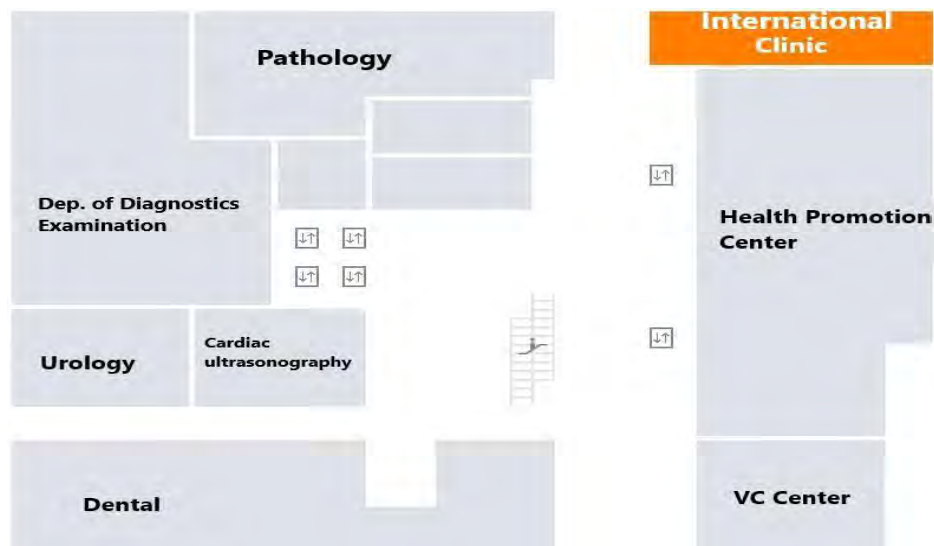 International
Clinic
Pathology
Dep. of Diagnostics
Examination
Health Promotion
Center
Urology
Cardiac
ultrasonography
Dental
VC Center